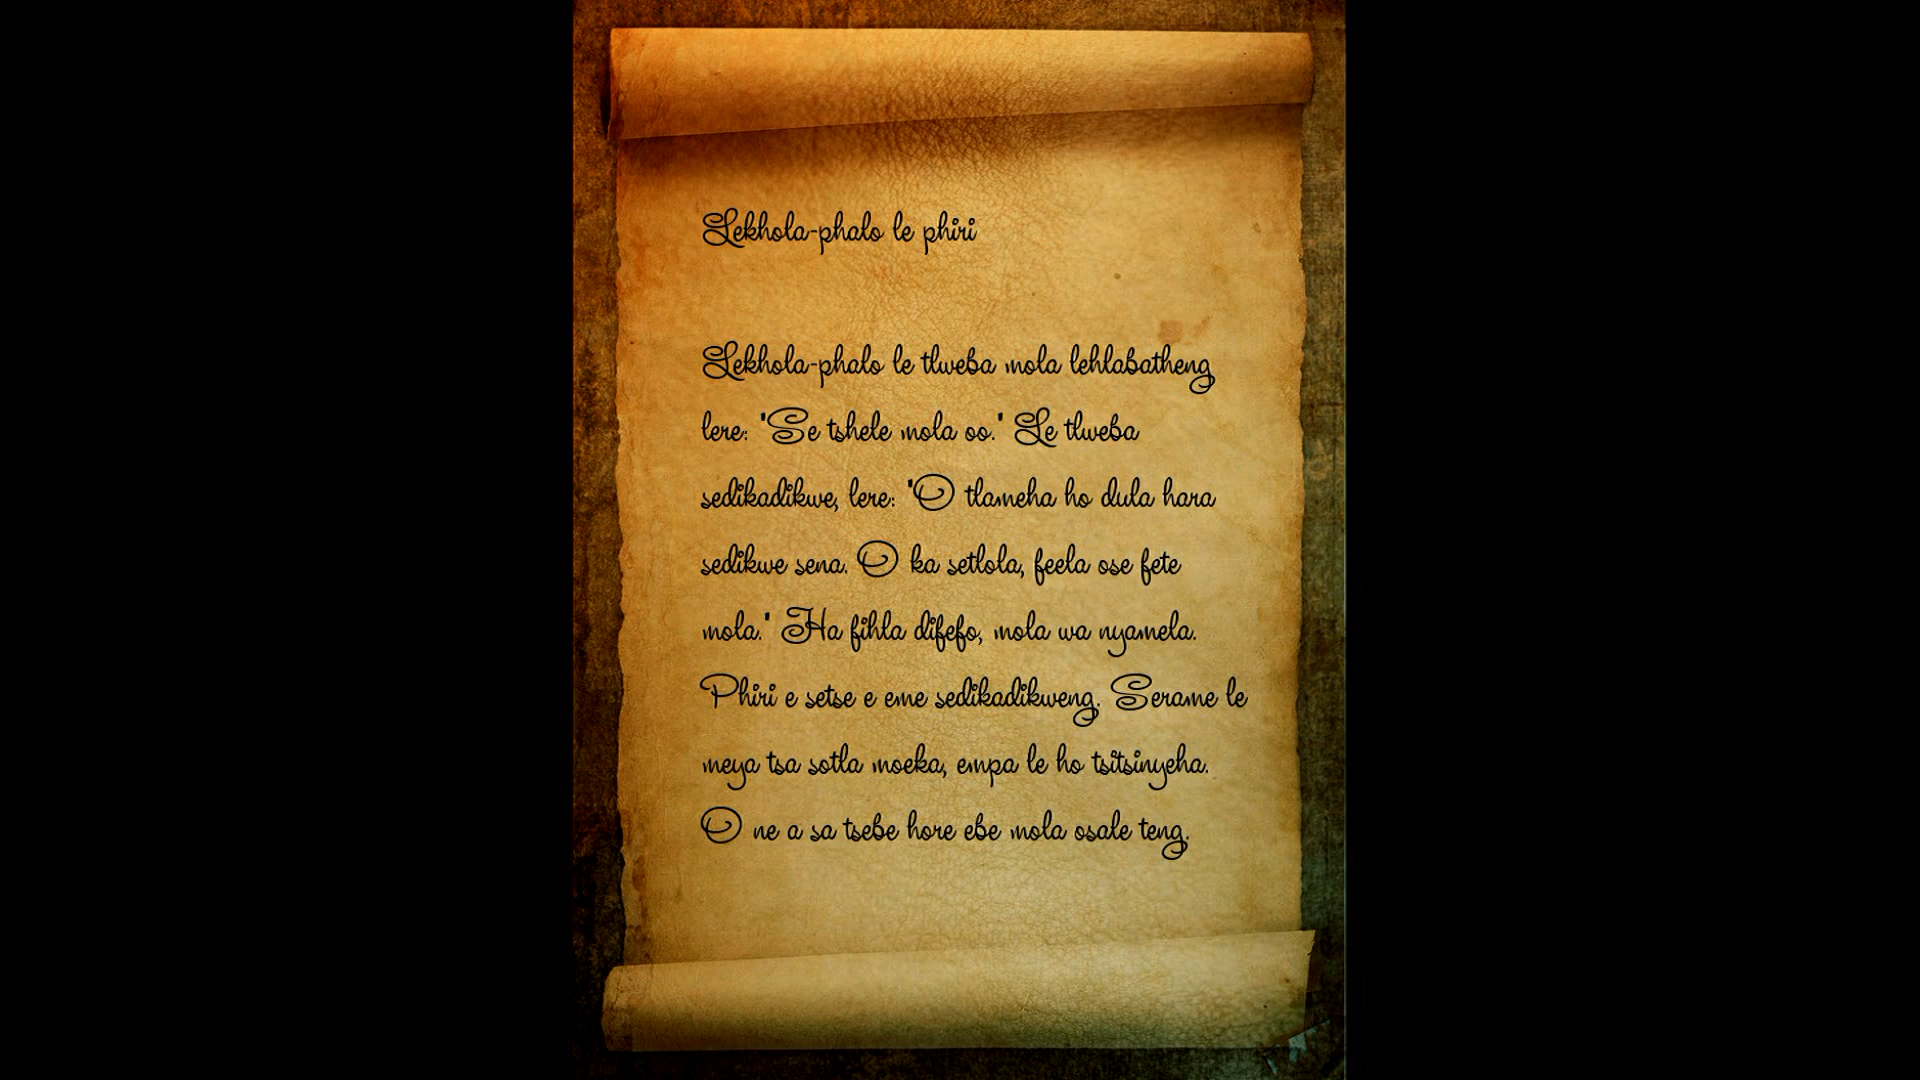 Lekhola-phalo le phiri
Lekhola-phalo le tlweba mola lehlabatheng
lere: "Se tshele mola oo." Le tlweba
sedikadikwe, lere: "O tlameha ho dula hara
sedikwe sena. O ka setlola, feela ose fete
mola." Ha fihla difefo, mola wa nyamela.
Phiri e setse e eme sedikadikweng. Serame le
meya tsa sotla moeka, empa le ho tsitsinyeha.
O ne a sa tsebe hore ebe mola osale teng.